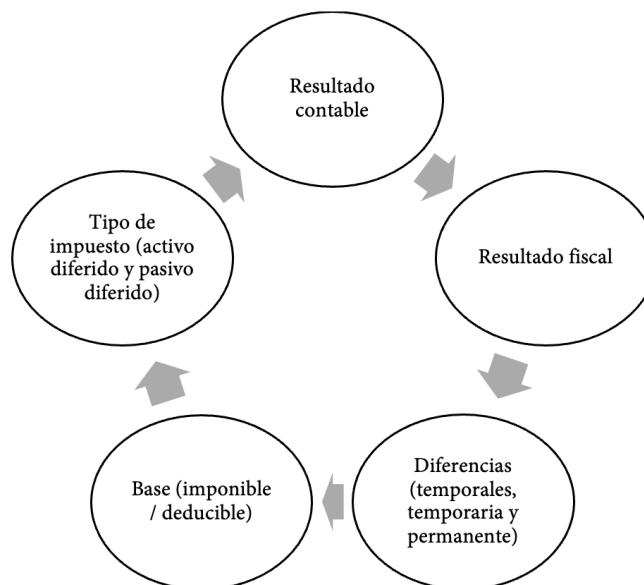 Resultado
contable
Resultado fiscal
Diferencias
(temporales,
temporaria y
permanente)
Base (imponible
/ deducible)
Tipo de
impuesto (activo
diferido y pasivo
diferido)